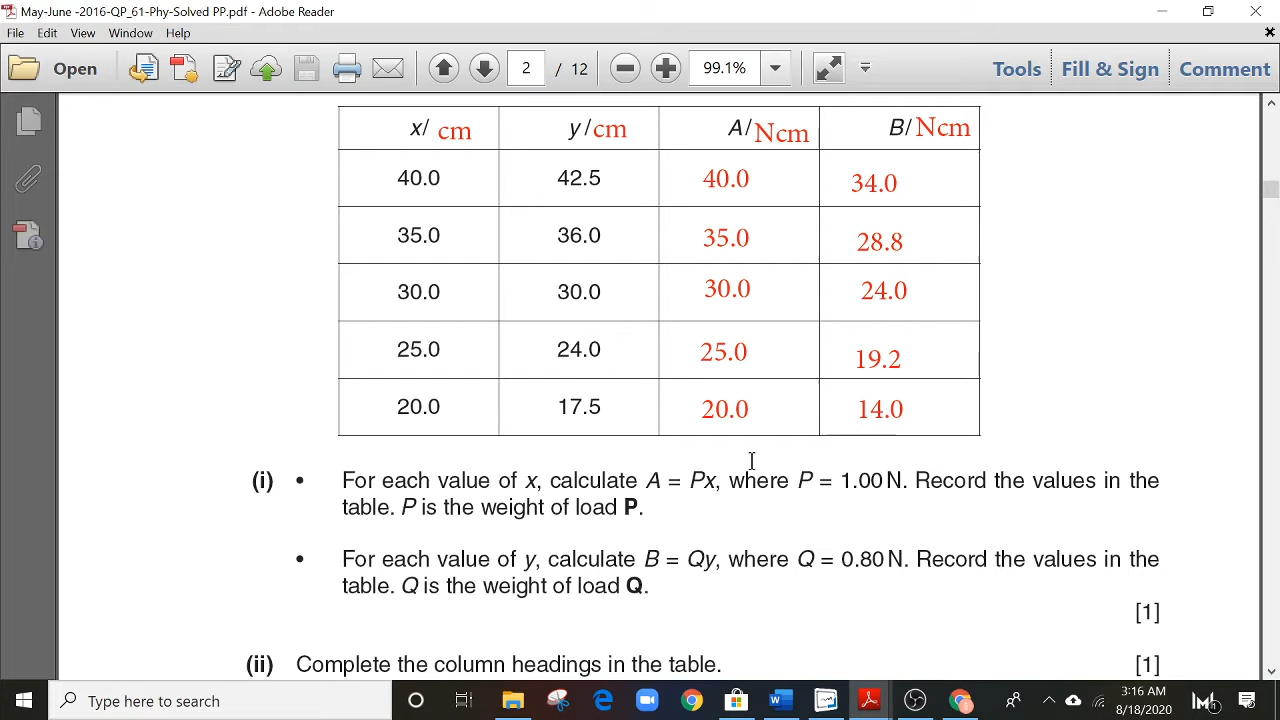 May-June -2016-QP_61-Phy-Solved PP.pdf - Adobe Reader
File Edit View Window Help
Open 2 / 12 99.1% Tools Fill & Sign Comment
x/ cm y/cm A/Ncm B/Ncm
40.0 42.5 40.0 34.0
35.0 36.0 35.0 28.8
30.0 30.0 30.0 24.0
25.0 24.0 25.0 19.2
20.0 17.5 20.0 14.0
(i) • For each value of x, calculate A = Px, where P = 1.00 N. Record the values in the
table. P is the weight of load P.
• For each value of y, calculate B = Qy, where Q = 0.80 N. Record the values in the
table. Q is the weight of load Q.
[1]
(ii) Complete the column headings in the table. [1]
Type here to search
3:16 AM
8/18/2020